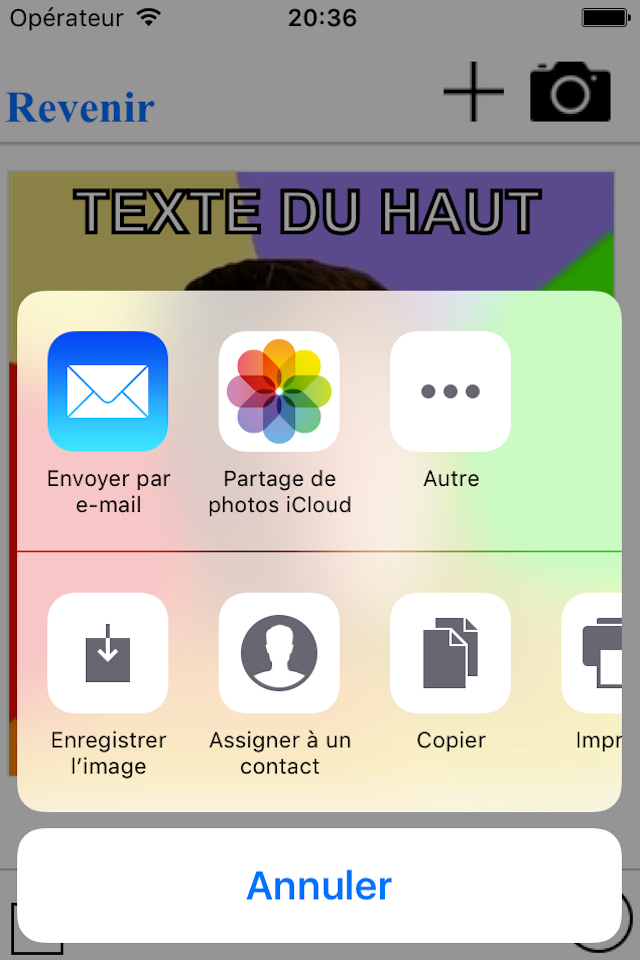 Opérateur 20:36
Revenir
TEXTE DU HAUT
Envoyer par
e-mail
Partage de
photos iCloud
Autre
Enregistrer
l’image
Assigner à un
contact
Copier
Impr
Annuler